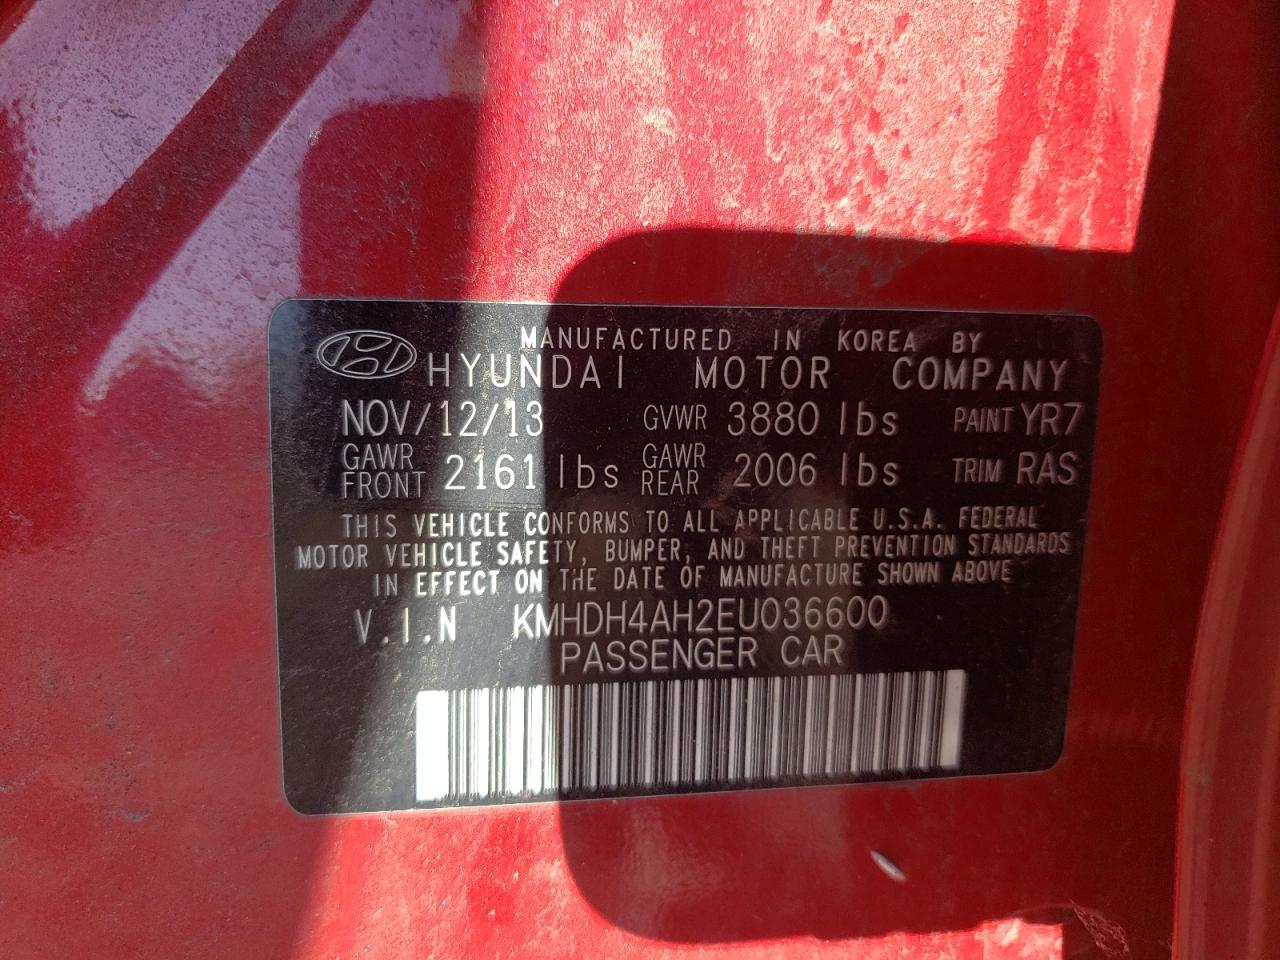 MANUFACTURED IN KOREA BY
HYUNDAI MOTOR COMPANY
NOV/12/13 GVWR 3880 lbs PAINT YR7
GAWR FRONT 2161 lbs GAWR REAR 2006 lbs TRIM RAS
THIS VEHICLE CONFORMS TO ALL APPLICABLE U.S.A. FEDERAL
MOTOR VEHICLE SAFETY, BUMPER, AND THEFT PREVENTION STANDARDS
IN EFFECT ON THE DATE OF MANUFACTURE SHOWN ABOVE
V.I.N KMHDH4AH2EU036600
PASSENGER CAR